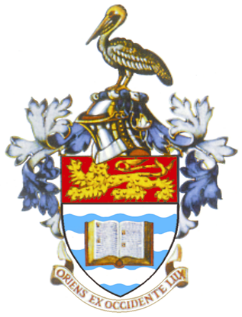 ORIENS EX OCCIDENTE LUX